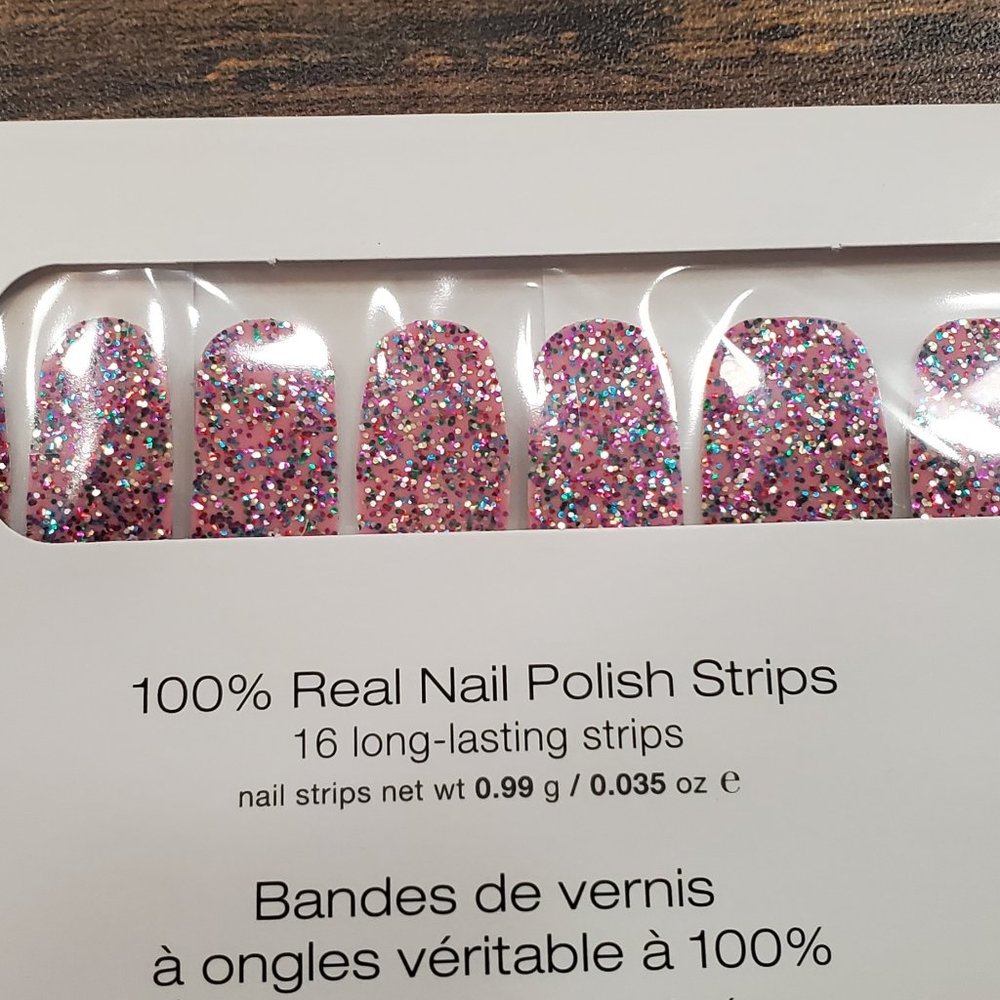 100% Real Nail Polish Strips
16 long-lasting strips
nail strips net wt 0.99 g / 0.035 oz ℮
Bandes de vernis
à ongles véritable à 100%